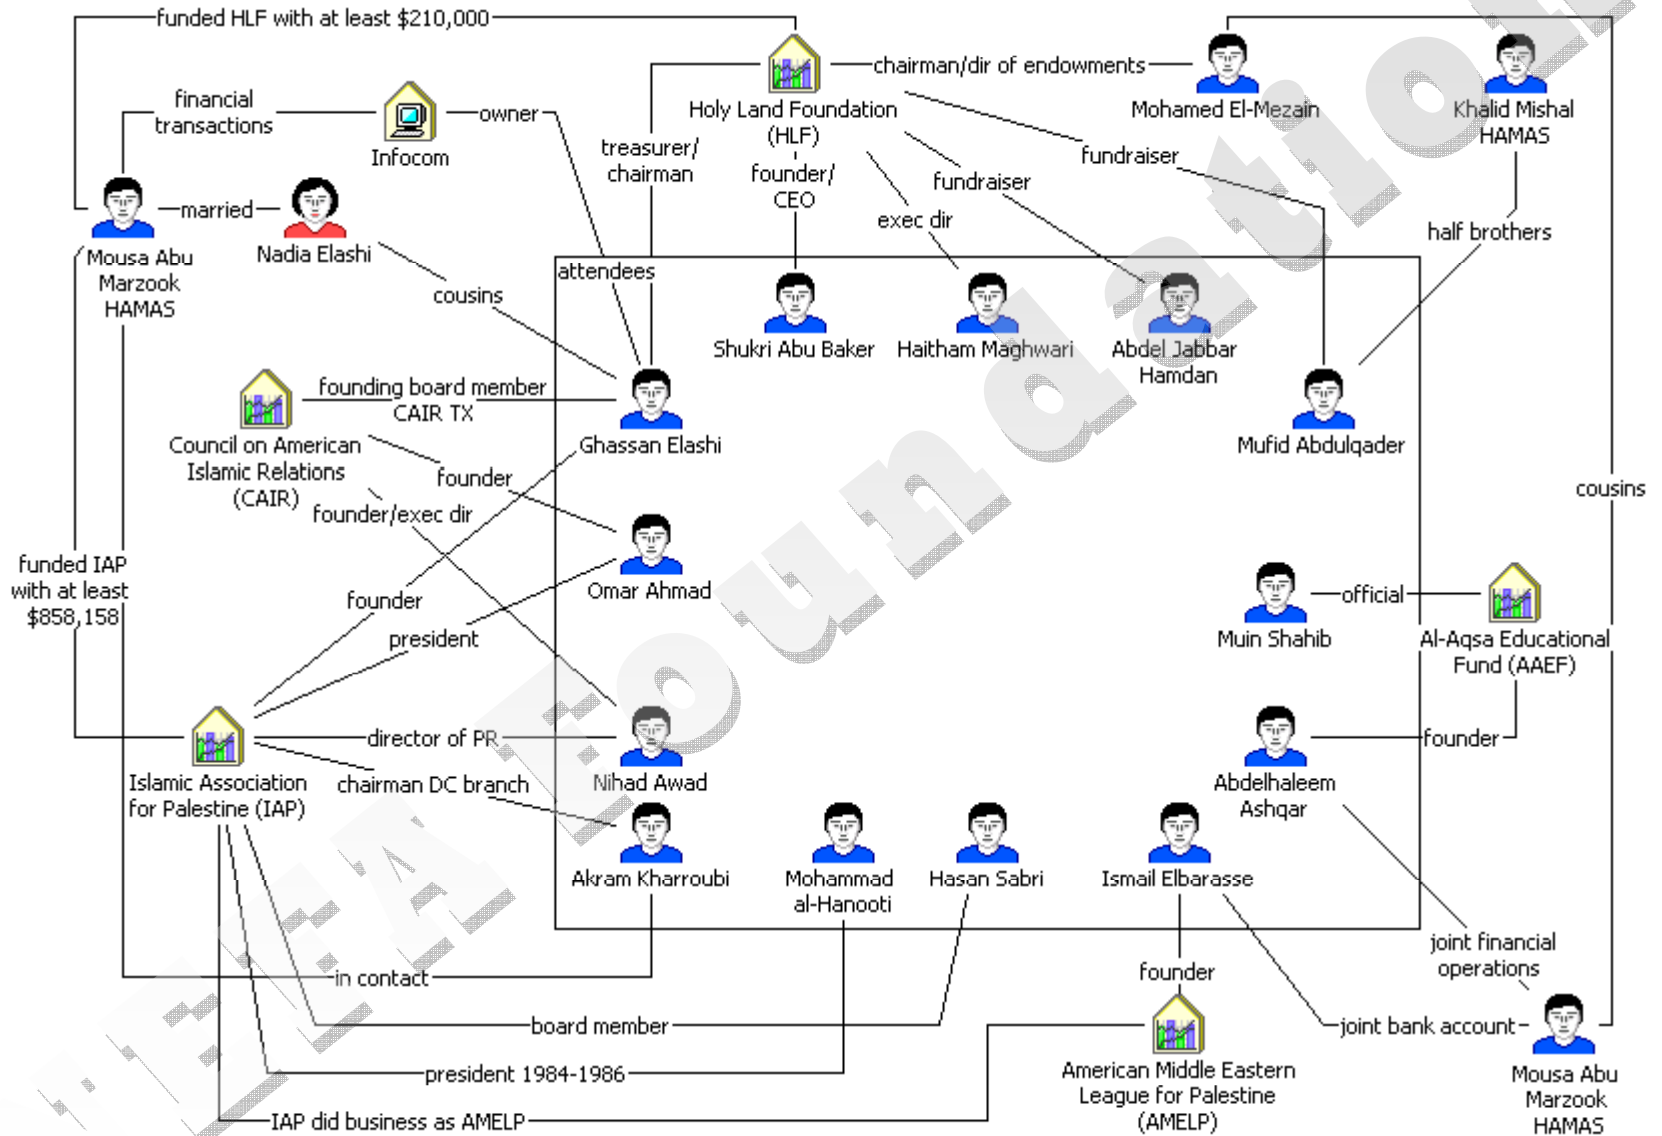 funded HLF with at least $210,000
Holy Land Foundation
(HLF)
chairman/dir of endowments
Mohamed El-Mezain
Khalid Mishal
HAMAS
financial
transactions
Infocom
owner
treasurer/
chairman
founder/
CEO
exec dir
fundraiser
fundraiser
half brothers
Mousa Abu
Marzook
HAMAS
married
Nadia Elashi
cousins
attendees
Shukri Abu Baker
Haitham Maghwari
Abdel Jabbar
Hamdan
Mufid Abdulqader
Council on American
Islamic Relations
(CAIR)
founding board member
CAIR TX
Ghassan Elashi
founder
founder/exec dir
cousins
funded IAP
with at least
$858,158
Omar Ahmad
founder
president
Muin Shahib
official
Al-Aqsa Educational
Fund (AAEF)
Islamic Association
for Palestine (IAP)
director of PR
Nihad Awad
chairman DC branch
Abdelhaleem
Ashqar
founder
Akram Kharroubi
Mohammad
al-Hanooti
Hasan Sabri
Ismail Elbarasse
in contact
founder
joint financial
operations
board member
joint bank account
president 1984-1986
American Middle Eastern
League for Palestine
(AMELP)
Mousa Abu
Marzook
HAMAS
IAP did business as AMELP
Foundation